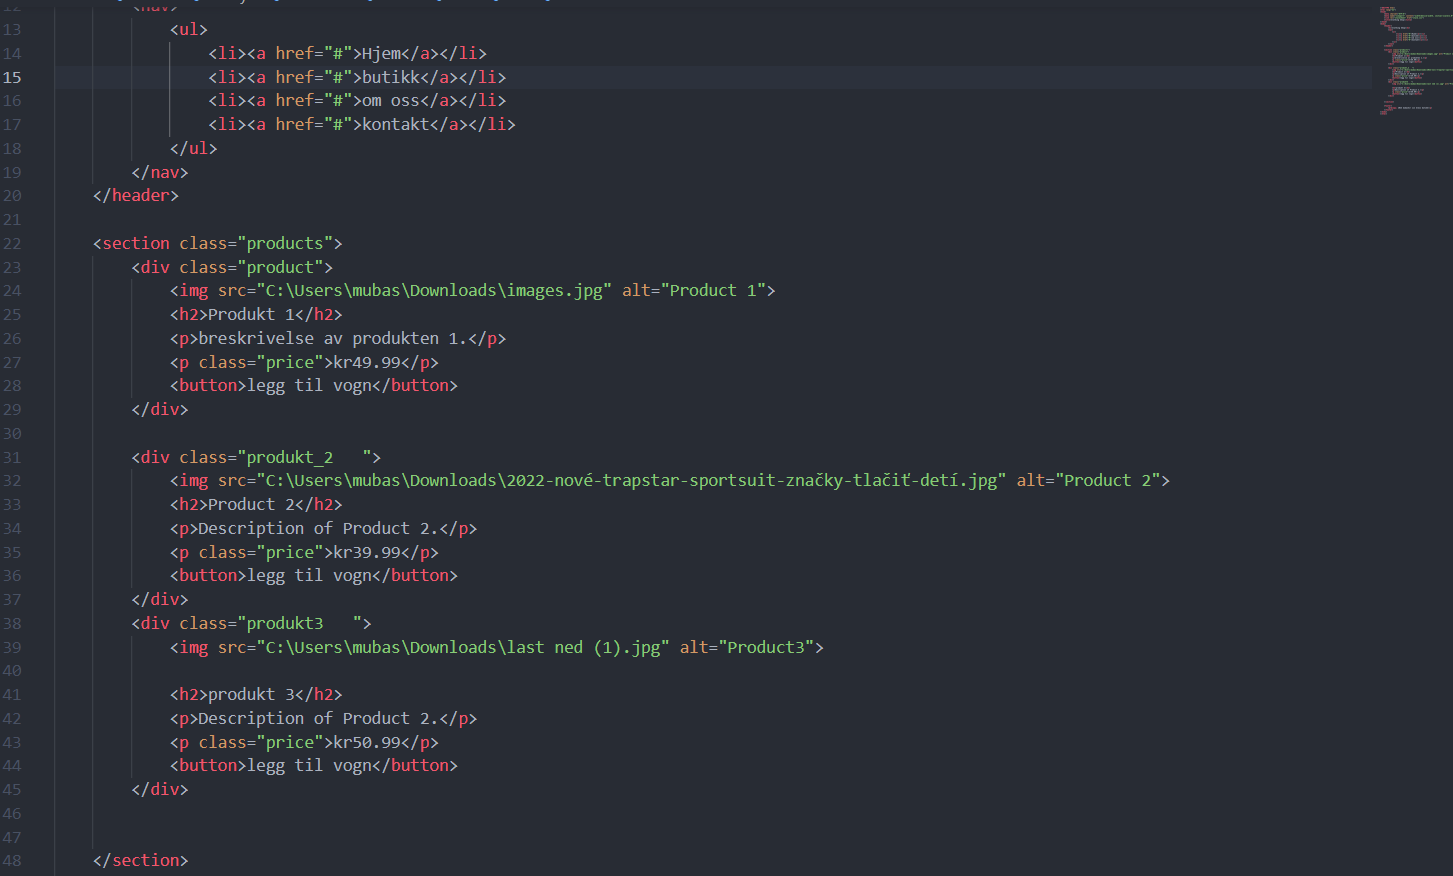 12 <nav>
13 <ul>
14 <li><a href="#">Hjem</a></li>
15 <li><a href="#">butikk</a></li>
16 <li><a href="#">om oss</a></li>
17 <li><a href="#">kontakt</a></li>
18 </ul>
19 </nav>
20 </header>
21
22 <section class="products">
23 <div class="product">
24 <img src="C:\Users\mubas\Downloads\images.jpg" alt="Product 1">
25 <h2>Produkt 1</h2>
26 <p>breskrivelse av produkten 1.</p>
27 <p class="price">kr49.99</p>
28 <button>legg til vogn</button>
29 </div>
30
31 <div class="produkt_2   ">
32 <img src="C:\Users\mubas\Downloads\2022-nové-trapstar-sportsuit-značky-tlačiť-detí.jpg" alt="Product 2">
33 <h2>Product 2</h2>
34 <p>Description of Product 2.</p>
35 <p class="price">kr39.99</p>
36 <button>legg til vogn</button>
37 </div>
38 <div class="produkt3   ">
39 <img src="C:\Users\mubas\Downloads\last ned (1).jpg" alt="Product3">
40
41 <h2>produkt 3</h2>
42 <p>Description of Product 2.</p>
43 <p class="price">kr50.99</p>
44 <button>legg til vogn</button>
45 </div>
46
47
48 </section>